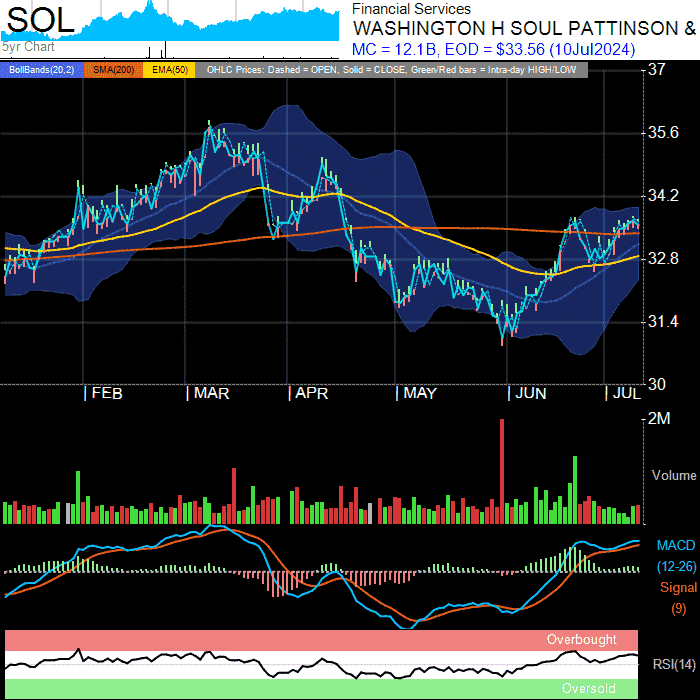 SOL
5yr Chart
Financial Services
WASHINGTON H SOUL PATTINSON &
MC = 12.1B, EOD = $33.56 (10Jul2024)
BollBands(20,2) SMA(200) EMA(50) OHLC Prices: Dashed = OPEN, Solid = CLOSE, Green/Red bars = Intra-day HIGH/LOW
37
35.6
34.2
32.8
31.4
30
| FEB | MAR | APR | MAY | JUN | JUL
2M
Volume
MACD
(12-26)
Signal
(9)
Overbought
RSI(14)
Oversold